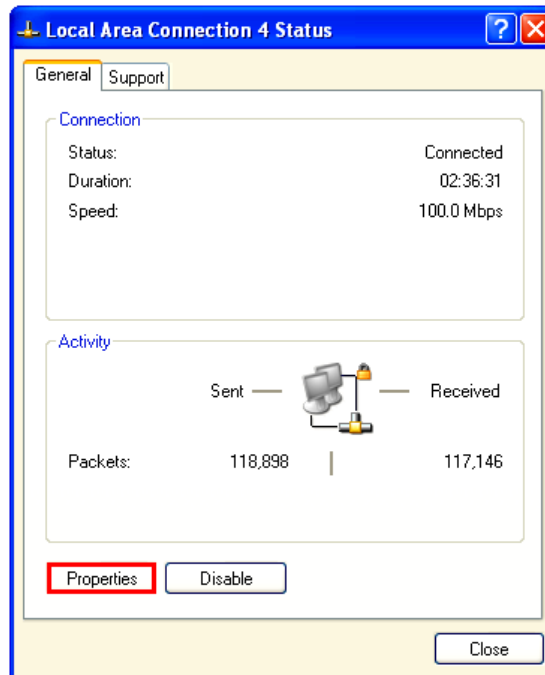 Local Area Connection 4 Status
General Support
Connection
Status: Connected
Duration: 02:36:31
Speed: 100.0 Mbps
Activity
Sent Received
Packets: 118,898 117,146
Properties Disable
Close